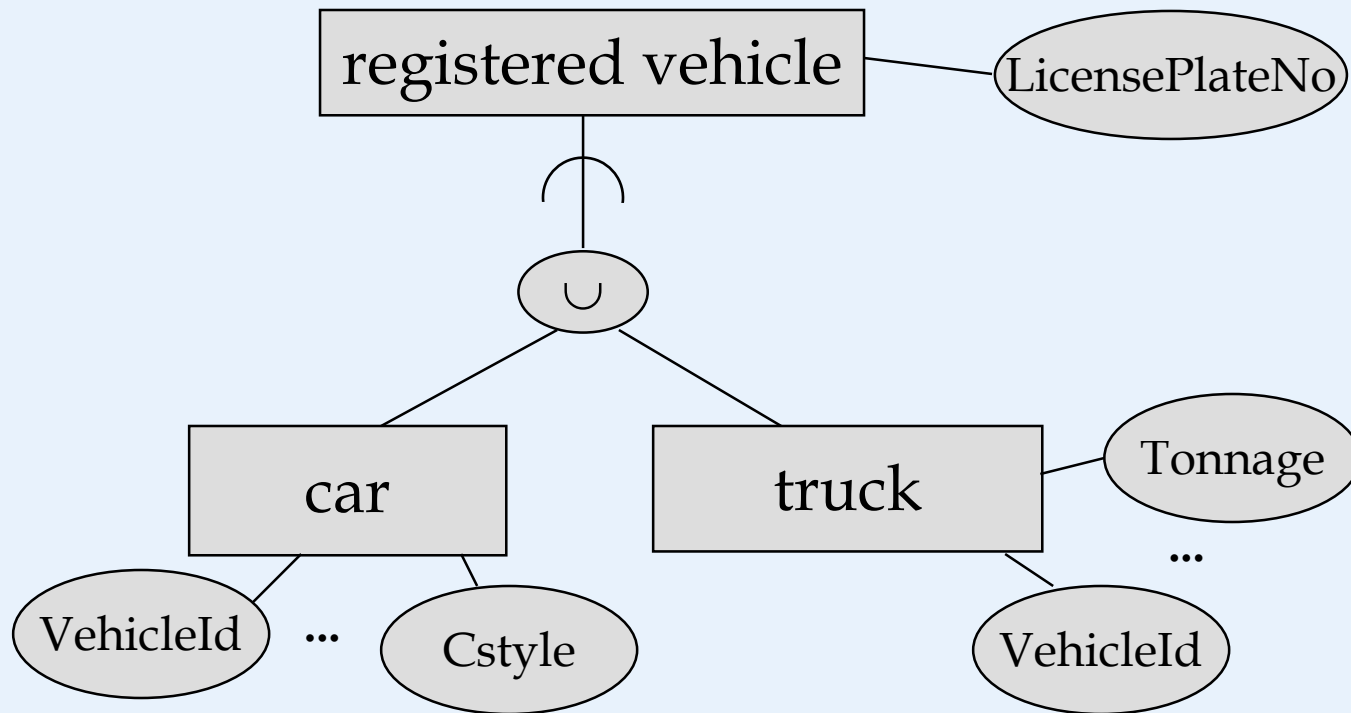 registered vehicle
LicensePlateNo
∪
car
truck
Tonnage
...
VehicleId
...
Cstyle
VehicleId